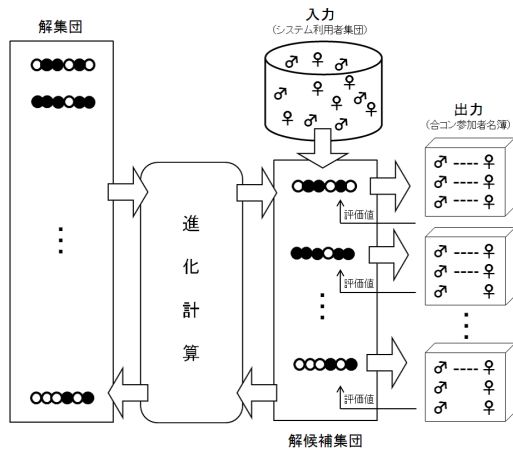 解集団
入力
(システム利用者集団)
出力
(合コン参加者名簿)
進化計算
評価値
評価値
評価値
解候補集団